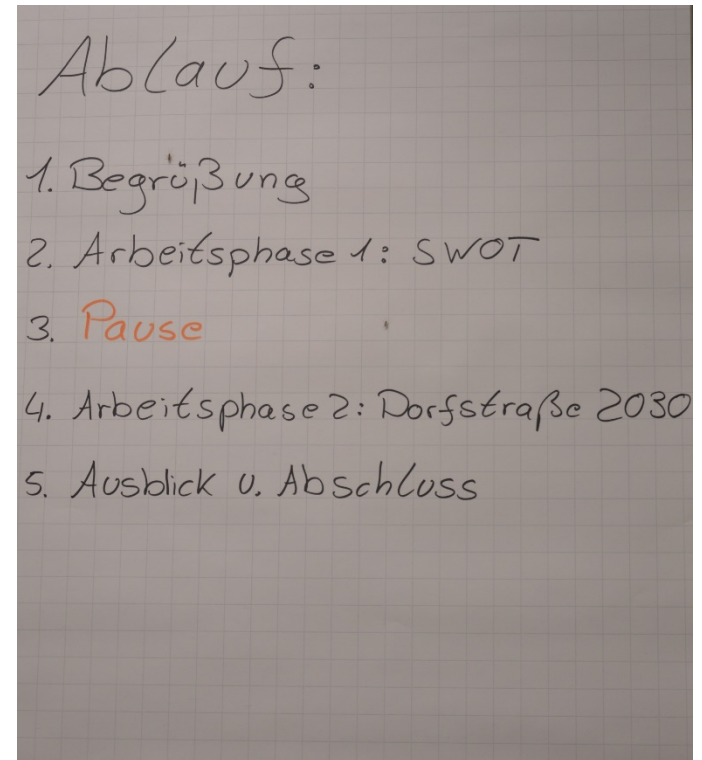 Ablauf:
1. Begrüßung
2. Arbeitsphase 1: SWOT
3. Pause
4. Arbeitsphase 2: Dorfstraße 2030
5. Ausblick u. Abschluss